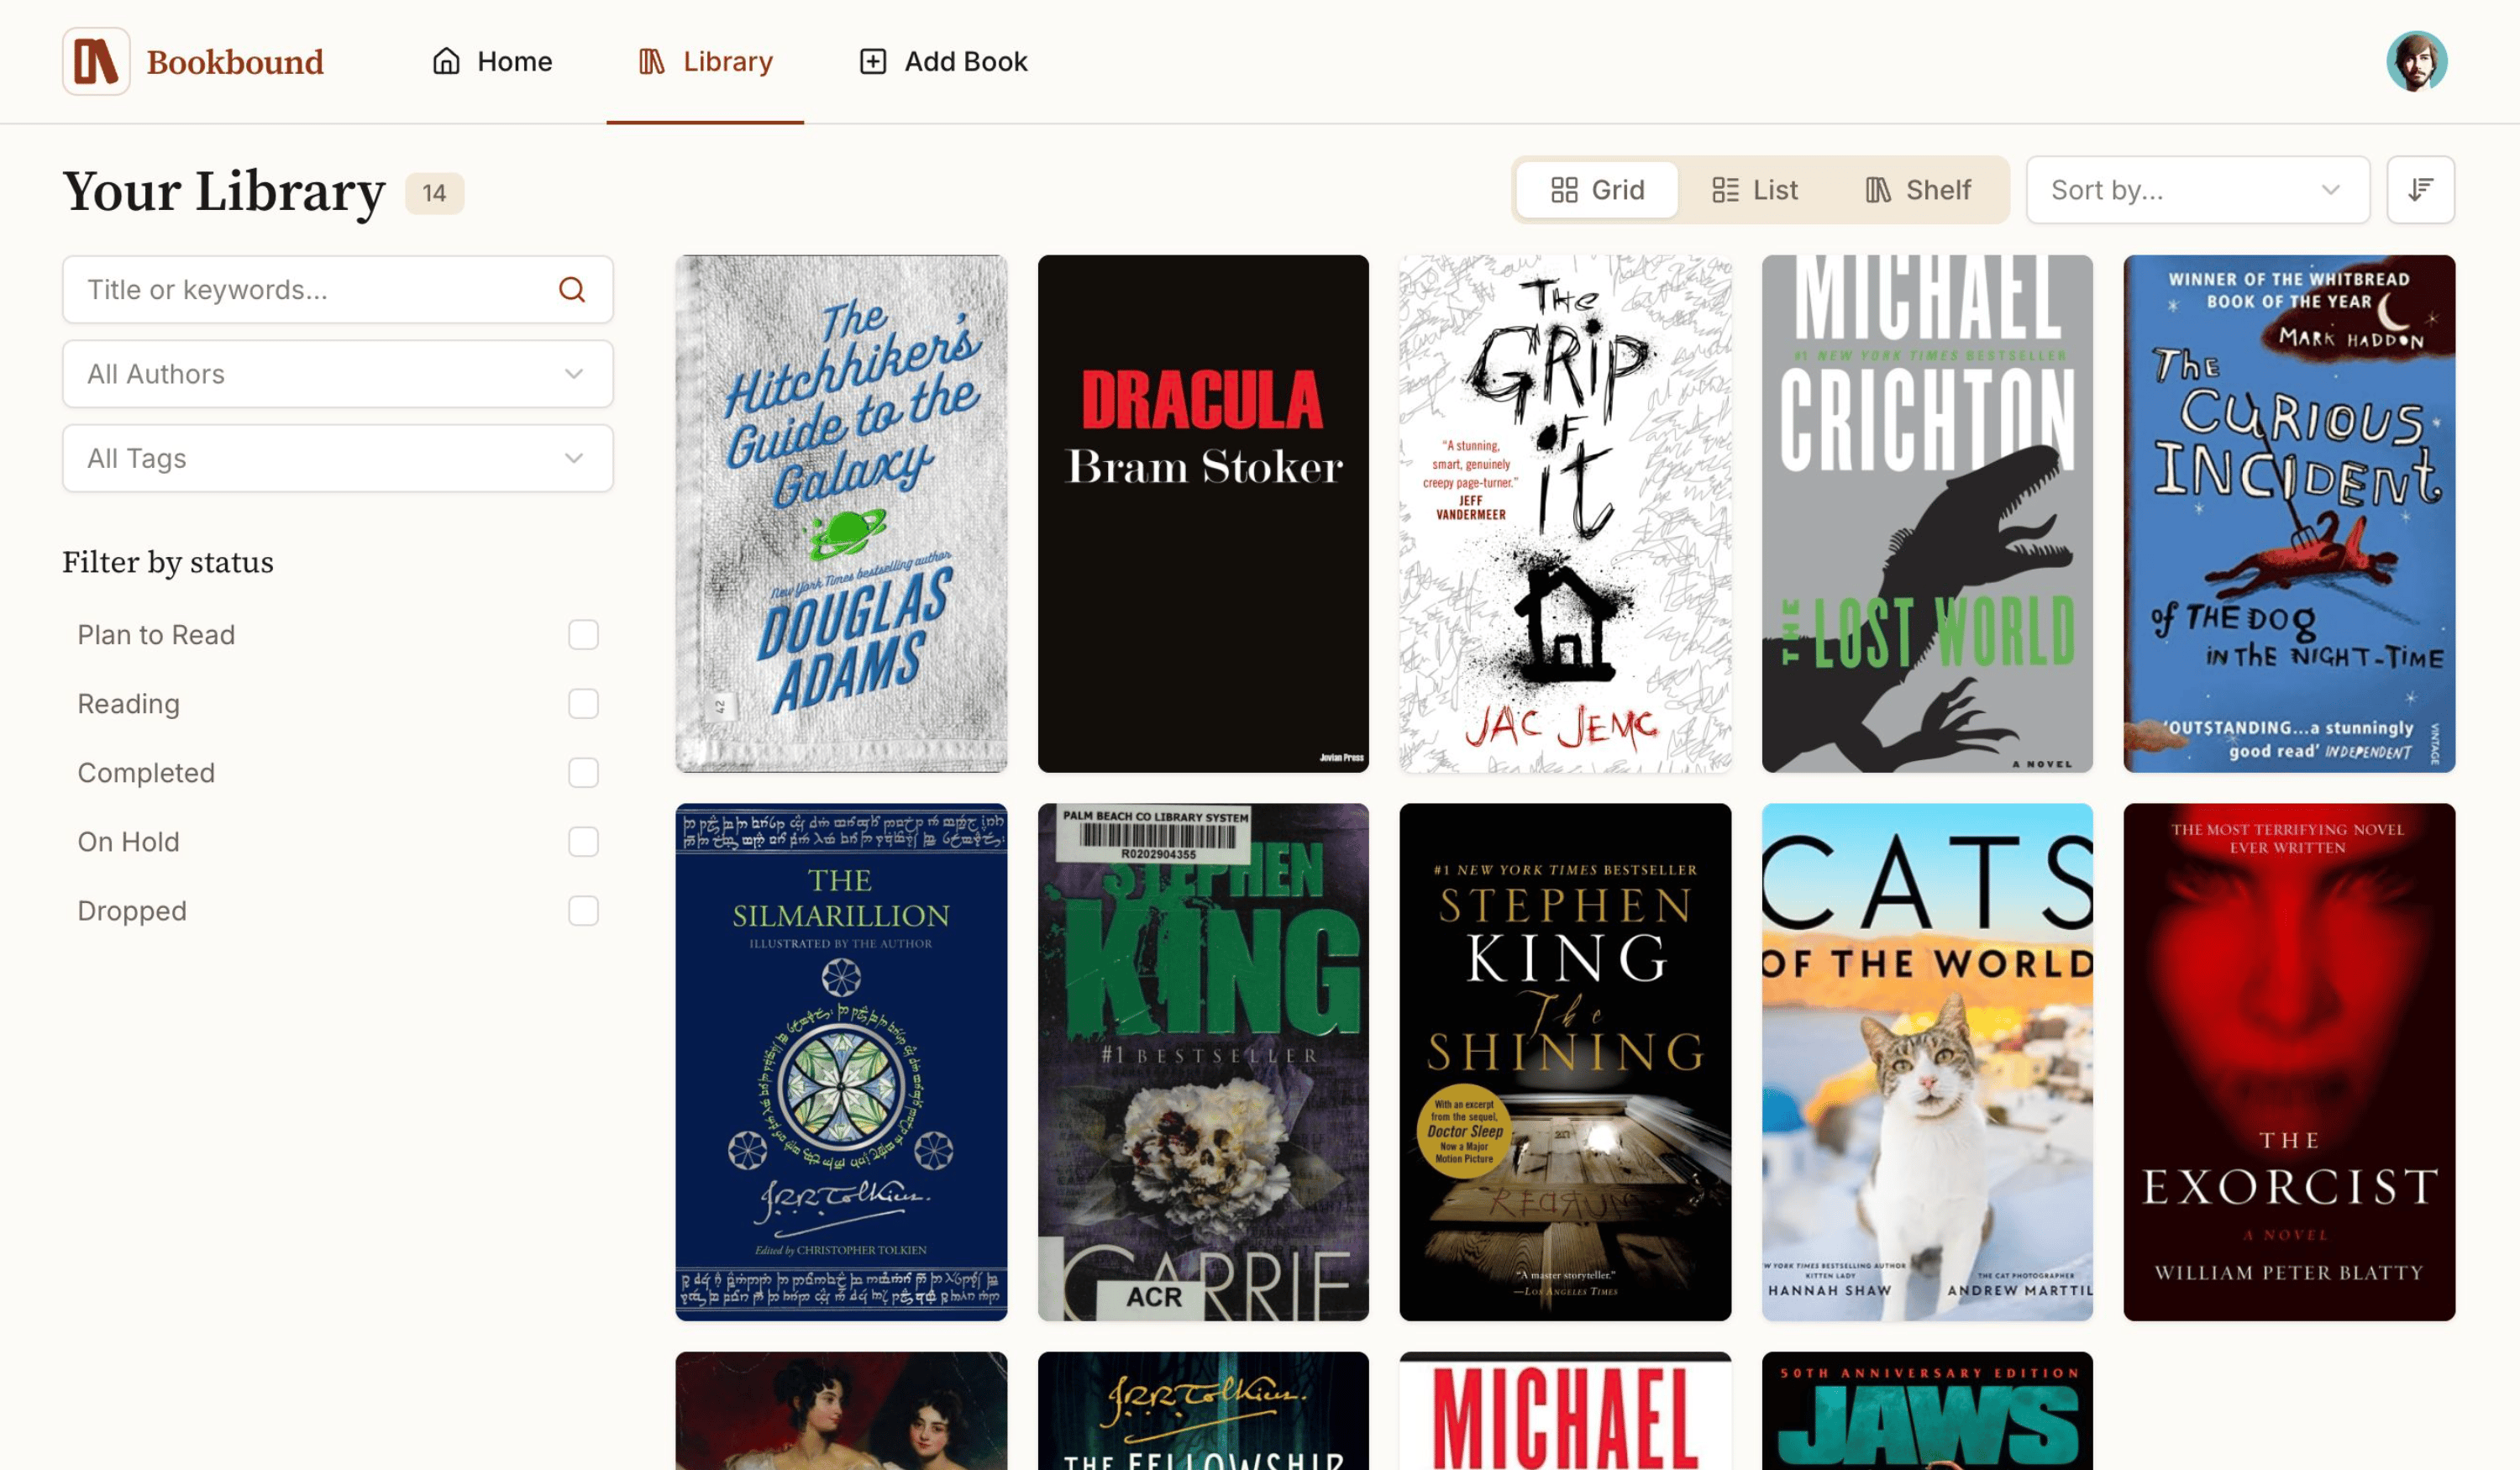 Bookbound
Home
Library
Add Book
Your Library
14
Grid
List
Shelf
Sort by...
Title or keywords...
All Authors
All Tags
Filter by status
Plan to Read
Reading
Completed
On Hold
Dropped
The
Hitchhiker's
Guide to the
Galaxy
New York Times bestselling author
DOUGLAS
ADAMS
42
DRACULA
Bram Stoker
Jovian Press
THE
GRIP
OF
it
"A stunning,
smart, genuinely
creepy page-turner."
JEFF
VANDERMEER
JAC JEMC
MICHAEL
#1 NEW YORK TIMES BESTSELLER
CRICHTON
THE
LOST WORLD
A NOVEL
WINNER OF THE WHITBREAD
BOOK OF THE YEAR
MARK HADDON
The
CURIOUS
INCIDENt
of THE DOG
iN ThE NIGHT-TiME
'OUTSTANDING...a stunningly
good read' INDEPENDENT
VINTAGE
THE
SILMARILLION
ILLUSTRATED BY THE AUTHOR
J.R.R. Tolkien.
Edited by CHRISTOPHER TOLKIEN
PALM BEACH CO LIBRARY SYSTEM
R0202904355
STEPHEN
KING
#1 BESTSELLER
CARRIE
ACR
#1 NEW YORK TIMES BESTSELLER
STEPHEN
KING
The
SHINING
With an excerpt
from the sequel,
Doctor Sleep
Now a Major
Motion Picture
REDRUM
"A master storyteller."
—LOS ANGELES TIMES
CATS
OF THE WORLD
W YORK TIMES BESTSELLING AUTHOR
KITTEN LADY
HANNAH SHAW
THE CAT PHOTOGRAPHER
ANDREW MARTTIL
THE MOST TERRIFYING NOVEL
EVER WRITTEN
THE
EXORCIST
A NOVEL
WILLIAM PETER BLATTY
J.R.R. Tolkien.
THE FELLOWSHIP
MICHAEL
50TH ANNIVERSARY EDITION
JAWS